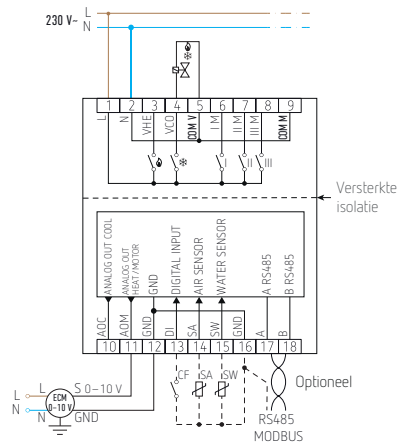 230 V~
L
N
1 2 3 4 5 6 7 8 9
L
N
VHE
VCO
COM V
I M
II M
III M
COM M
I
II
III
Versterkte
isolatie
ANALOG OUT COOL
ANALOG OUT
HEAT/MOTOR
GND
DIGITAL INPUT
AIR SENSOR
WATER SENSOR
A RS485
B RS485
AOC
AOM
GND
DI
SA
SW
GND
A
B
10 11 12 13 14 15 16 17 18
L
L
N
N
ECM
0-10 V
S 0-10 V
GND
CF
SA
SW
Optioneel
RS485
MODBUS